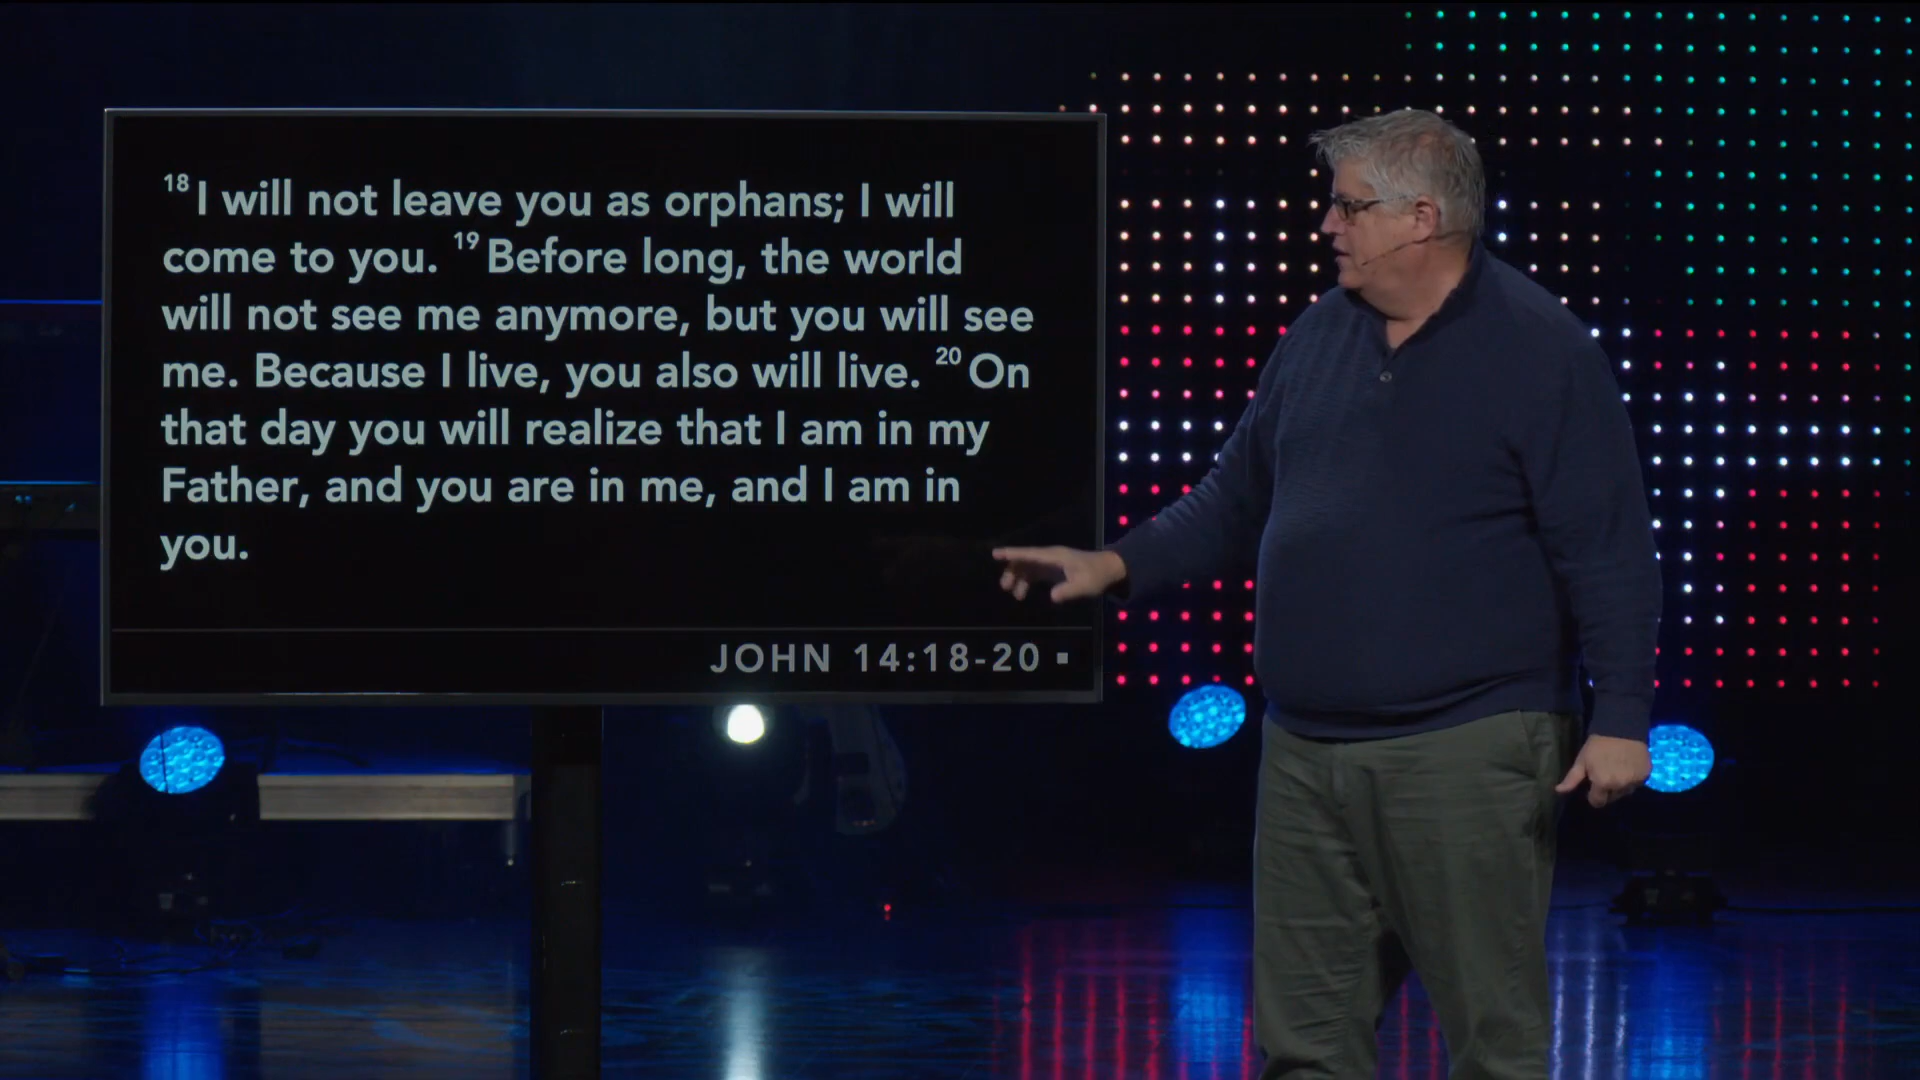 18 I will not leave you as orphans; I will
come to you. 19 Before long, the world
will not see me anymore, but you will see
me. Because I live, you also will live. 20 On
that day you will realize that I am in my
Father, and you are in me, and I am in
you.
JOHN 14:18-20 ▪